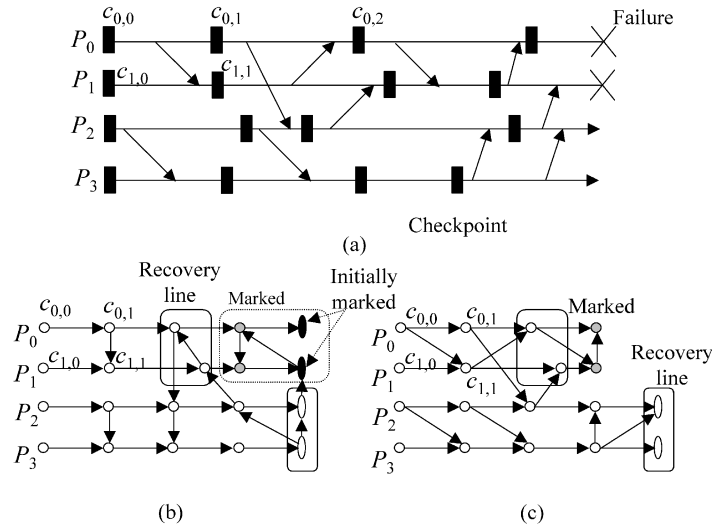 c0,0 c0,1 c0,2 Failure
P0
P1 c1,0 c1,1
P2
P3
Checkpoint
(a)
Recovery line
Initially marked
Marked
c0,0 c0,1
P0
c1,0 c1,1
P1
P2
P3
(b)
c0,0 c0,1 Marked
P0
c1,0
P1
c1,1
Recovery line
P2
P3
(c)